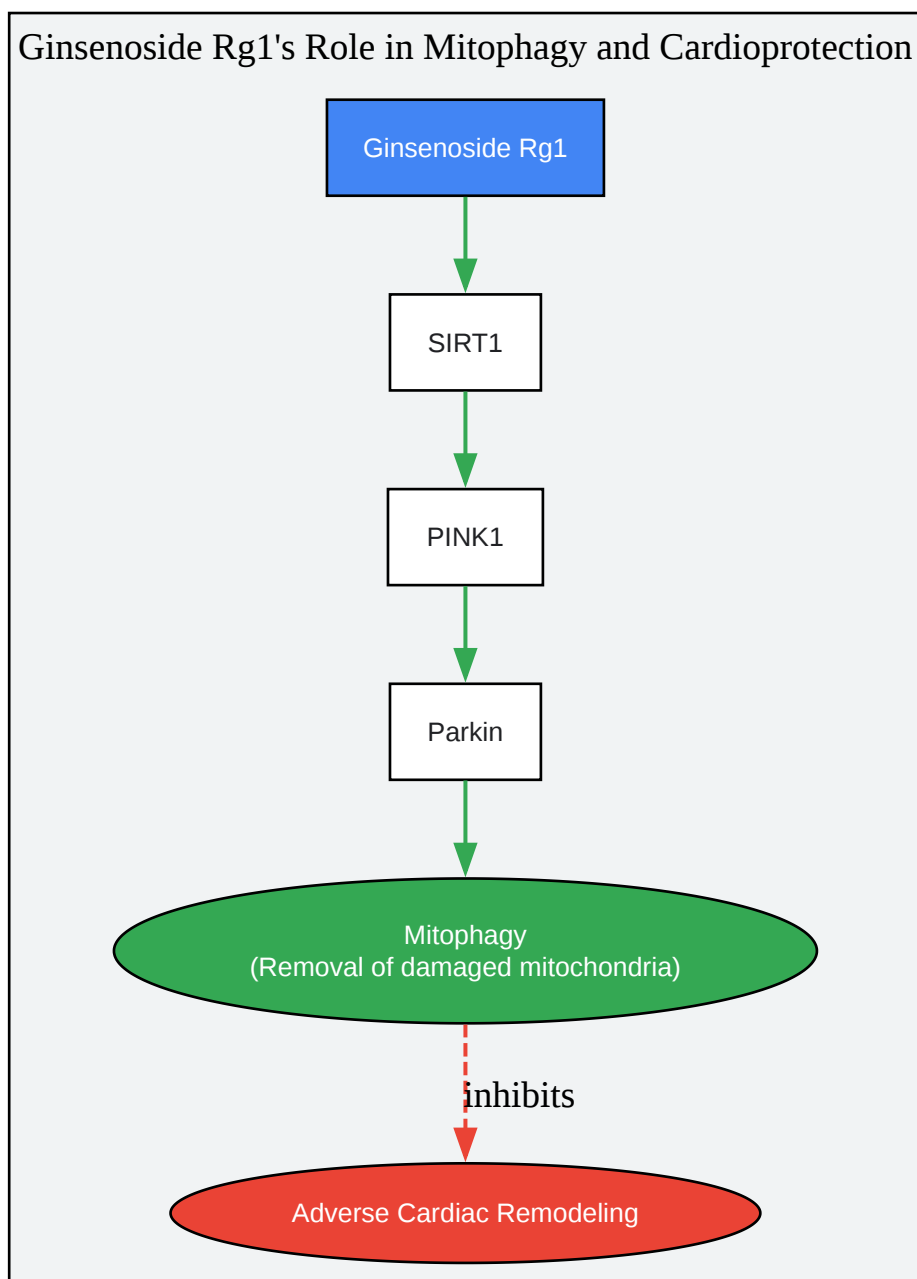 Ginsenoside Rg1's Role in Mitophagy and Cardioprotection
Ginsenoside Rg1
SIRT1
PINK1
Parkin
Mitophagy
(Removal of damaged mitochondria)
inhibits
Adverse Cardiac Remodeling